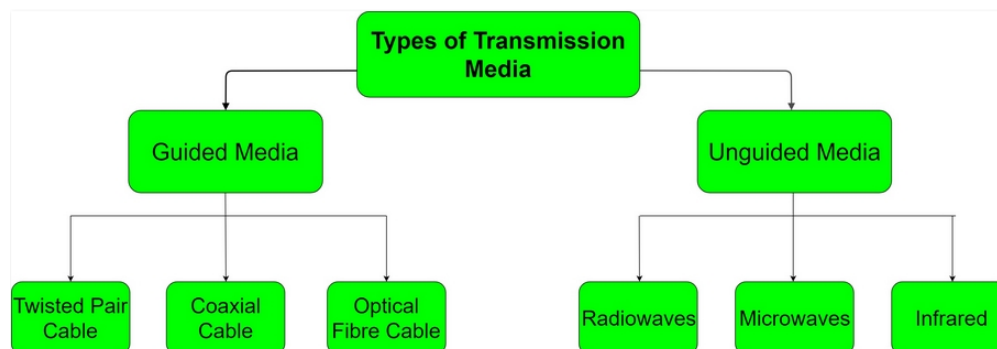 Types of Transmission
Media
Guided Media
Unguided Media
Twisted Pair
Cable
Coaxial
Cable
Optical
Fibre Cable
Radiowaves
Microwaves
Infrared